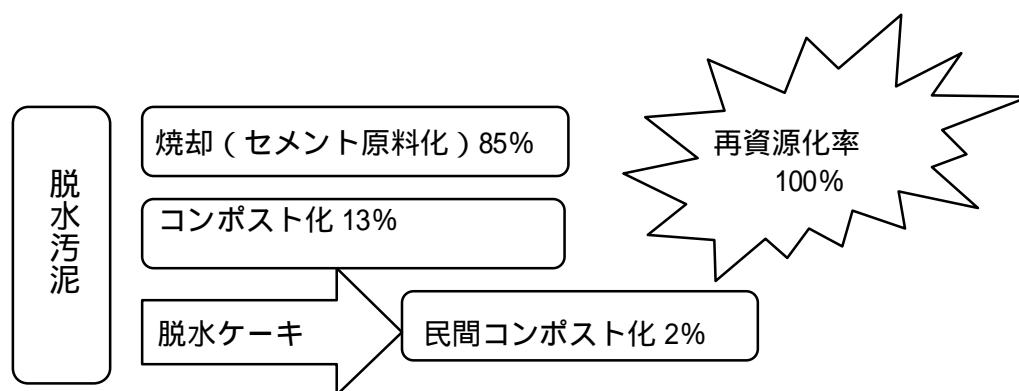 脱水汚泥
焼却（セメント原料化）85%
コンポスト化 13%
脱水ケーキ
民間コンポスト化 2%
再資源化率
100%